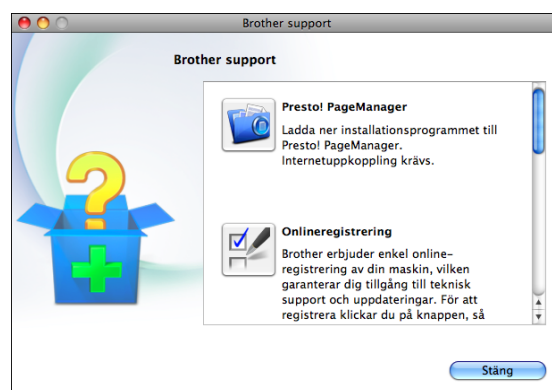 Brother support
Brother support
Presto! PageManager
Ladda ner installationsprogrammet till
Presto! PageManager.
Internetuppkoppling krävs.
Onlineregistrering
Brother erbjuder enkel online-
registrering av din maskin, vilken
garanterar dig tillgång till teknisk
support och uppdateringar. För att
registrera klickar du på knappen, så
Stäng